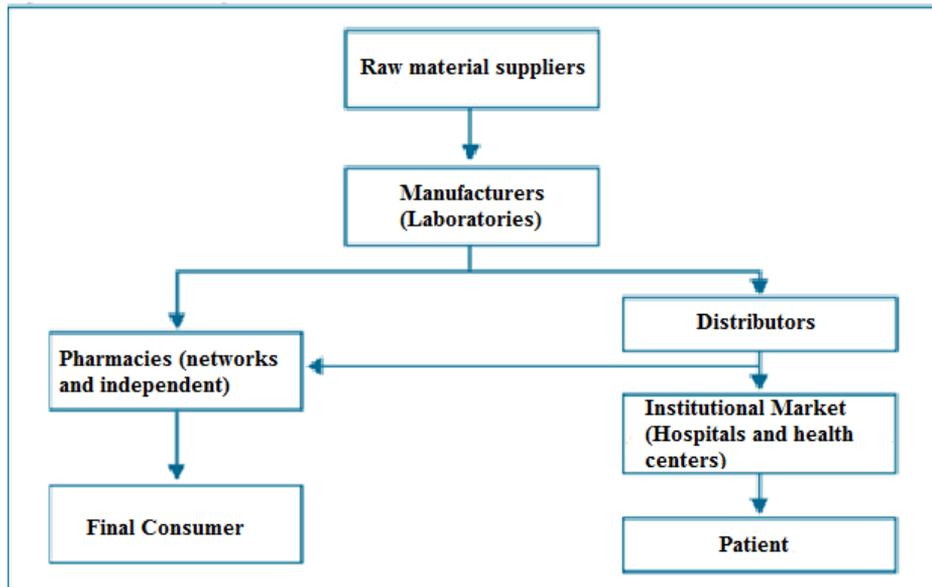 Raw material suppliers
Manufacturers
(Laboratories)
Distributors
Pharmacies (networks
and independent)
Institutional Market
(Hospitals and health
centers)
Final Consumer
Patient